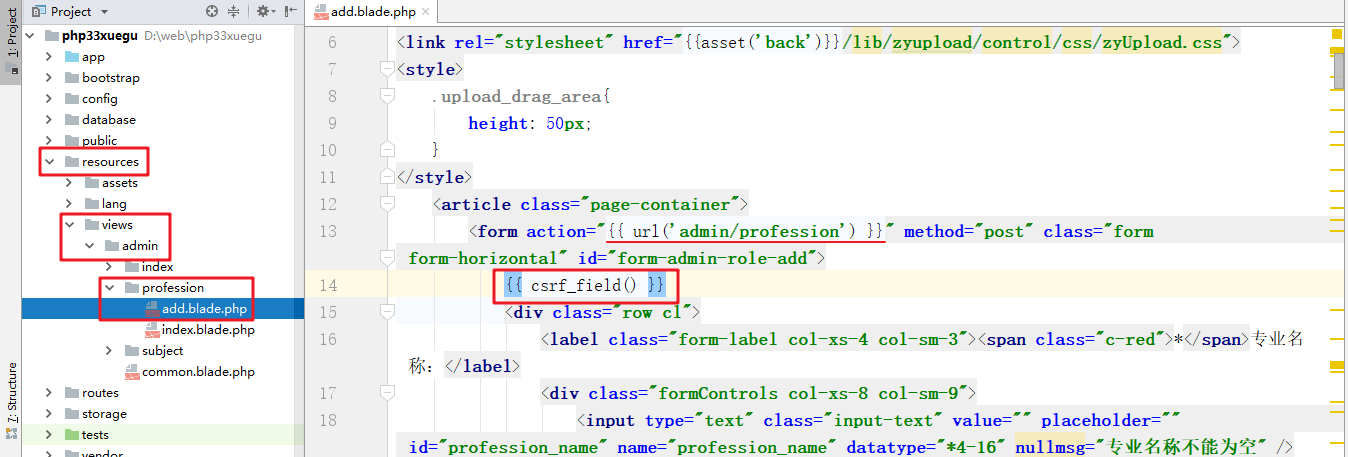 1: Project
Z: Structure
Project
php33xuegu D:\web\php33xuegu
app
bootstrap
config
database
public
resources
assets
lang
views
admin
index
profession
add.blade.php
index.blade.php
subject
common.blade.php
routes
storage
tests
vendor
add.blade.php
6 <link rel="stylesheet" href="{{asset('back')}}/lib/zyupload/control/css/zyUpload.css">
7 <style>
8 .upload_drag_area{
9 height: 50px;
10 }
11 </style>
12 <article class="page-container">
13 <form action="{{ url('admin/profession') }}" method="post" class="form
form-horizontal" id="form-admin-role-add">
14 {{ csrf_field() }}
15 <div class="row cl">
16 <label class="form-label col-xs-4 col-sm-3"><span class="c-red">*</span>专业名
称：</label>
17 <div class="formControls col-xs-8 col-sm-9">
18 <input type="text" class="input-text" value="" placeholder=""
id="profession_name" name="profession_name" datatype="*4-16" nullmsg="专业名称不能为空" />